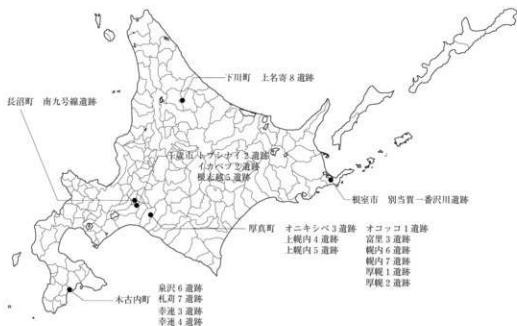 下川町　上名寄8遺跡
長沼町　南九号線遺跡
千歳市　トプシナイ2遺跡
イカベツ2遺跡
根志越5遺跡
根室市　別当賀一番沢川遺跡
厚真町　オニキシベ3遺跡　オコッコ1遺跡
上幌内4遺跡　富里3遺跡
上幌内5遺跡　幌内6遺跡
幌内7遺跡
厚幌1遺跡
厚幌2遺跡
木古内町　泉沢6遺跡
札苅7遺跡
幸連3遺跡
幸連4遺跡